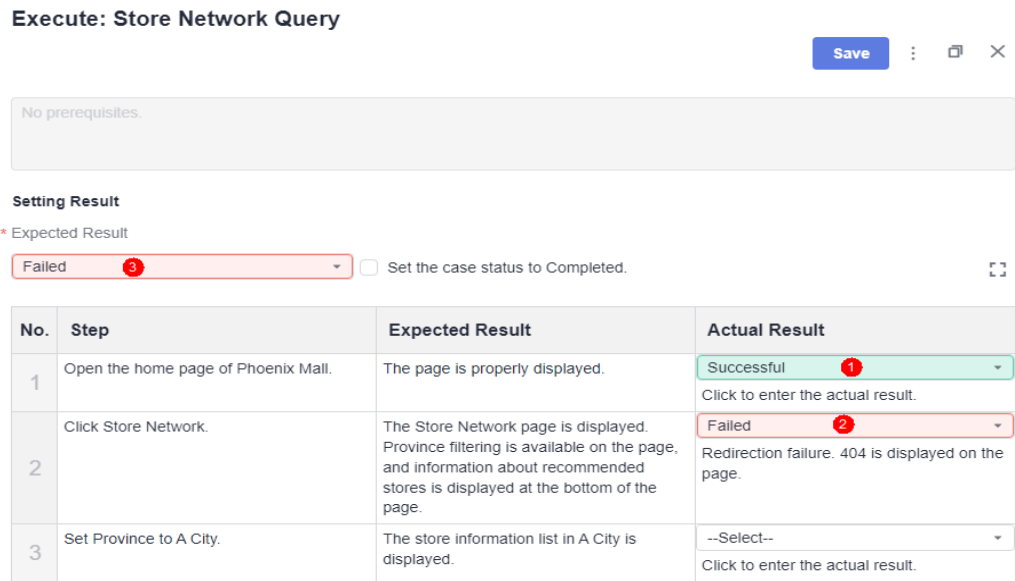 Execute: Store Network Query
Save
No prerequisites.
Setting Result
* Expected Result
Failed 3
Set the case status to Completed.
No. Step Expected Result Actual Result
1
Open the home page of Phoenix Mall.
The page is properly displayed.
Successful 1
Click to enter the actual result.
2
Click Store Network.
The Store Network page is displayed.
Province filtering is available on the page,
and information about recommended
stores is displayed at the bottom of the
page.
Failed 2
Redirection failure. 404 is displayed on the
page.
3
Set Province to A City.
The store information list in A City is
displayed.
--Select--
Click to enter the actual result.